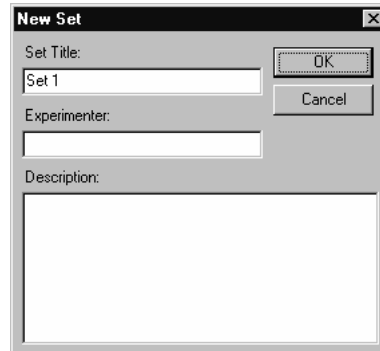 New Set
Set Title:
OK
Set 1
Cancel
Experimenter:
Description: